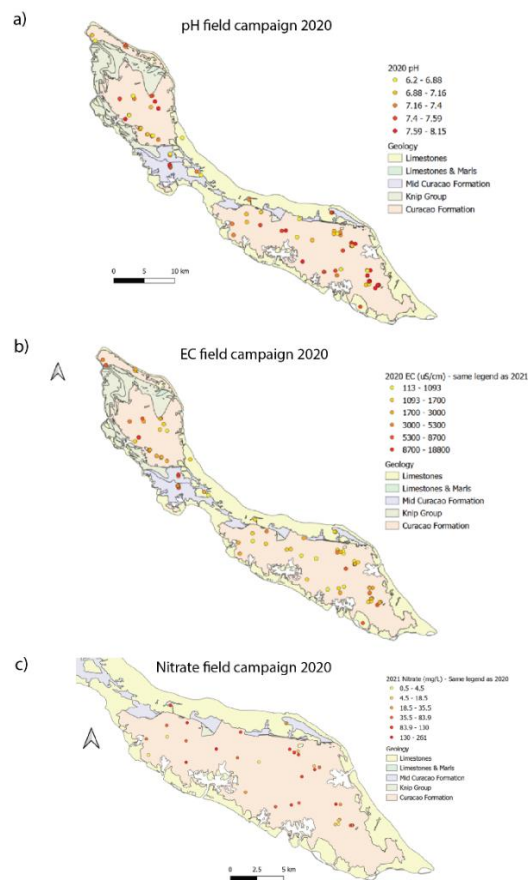 a)
pH field campaign 2020
2020 pH
6.2 - 6.88
6.88 - 7.16
7.16 - 7.4
7.4 - 7.59
7.59 - 8.15
Geology
Limestones
Limestones & Marls
Mid Curacao Formation
Knip Group
Curacao Formation
0 5 10 km
b)
EC field campaign 2020
2020 EC (uS/cm) - same legend as 2021
113 - 1093
1093 - 1700
1700 - 3000
3000 - 5300
5300 - 8700
8700 - 18800
Geology
Limestones
Limestones & Marls
Mid Curacao Formation
Knip Group
Curacao Formation
c)
Nitrate field campaign 2020
2021 Nitrate (mg/L) - Same legend as 2020
0.5 - 4.5
4.5 - 18.5
18.5 - 35.5
35.5 - 83.9
83.9 - 130
130 - 261
Geology
Limestones
Limestones & Marls
Mid Curacao Formation
Knip Group
Curacao Formation
0 2.5 5 km